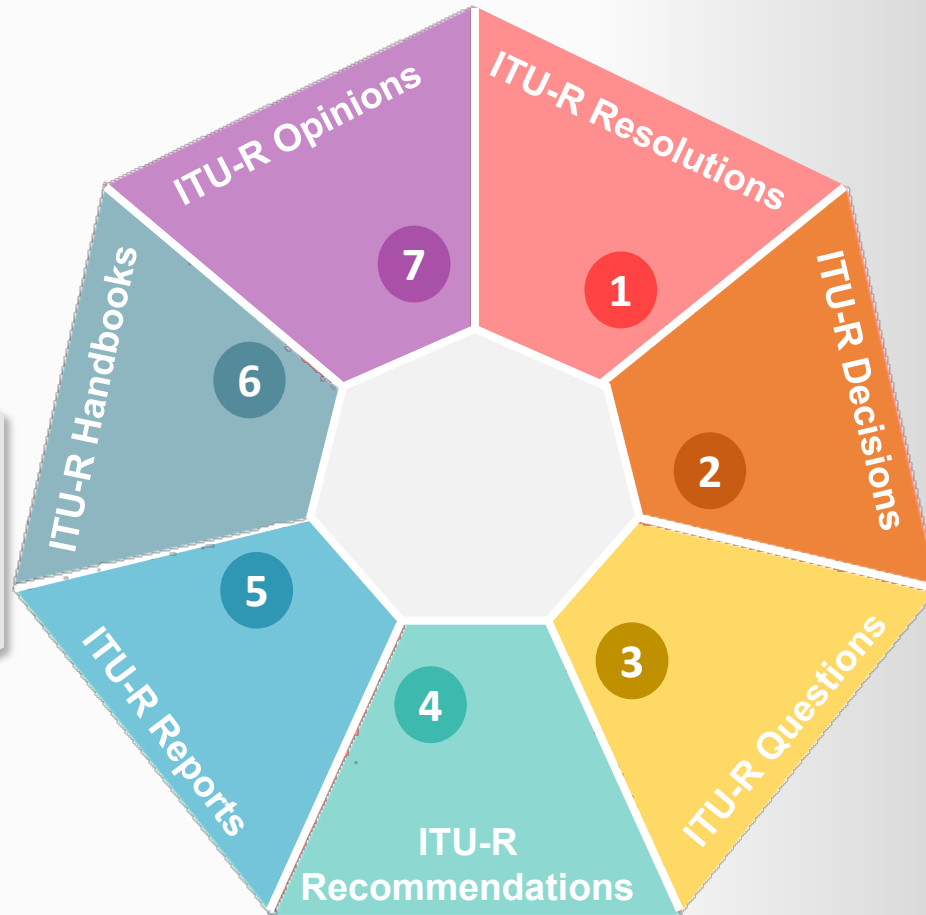 ITU-R Resolutions
1
ITU-R Decisions
2
ITU-R Questions
3
ITU-R
Recommendations
4
ITU-R Reports
5
ITU-R Handbooks
6
ITU-R Opinions
7